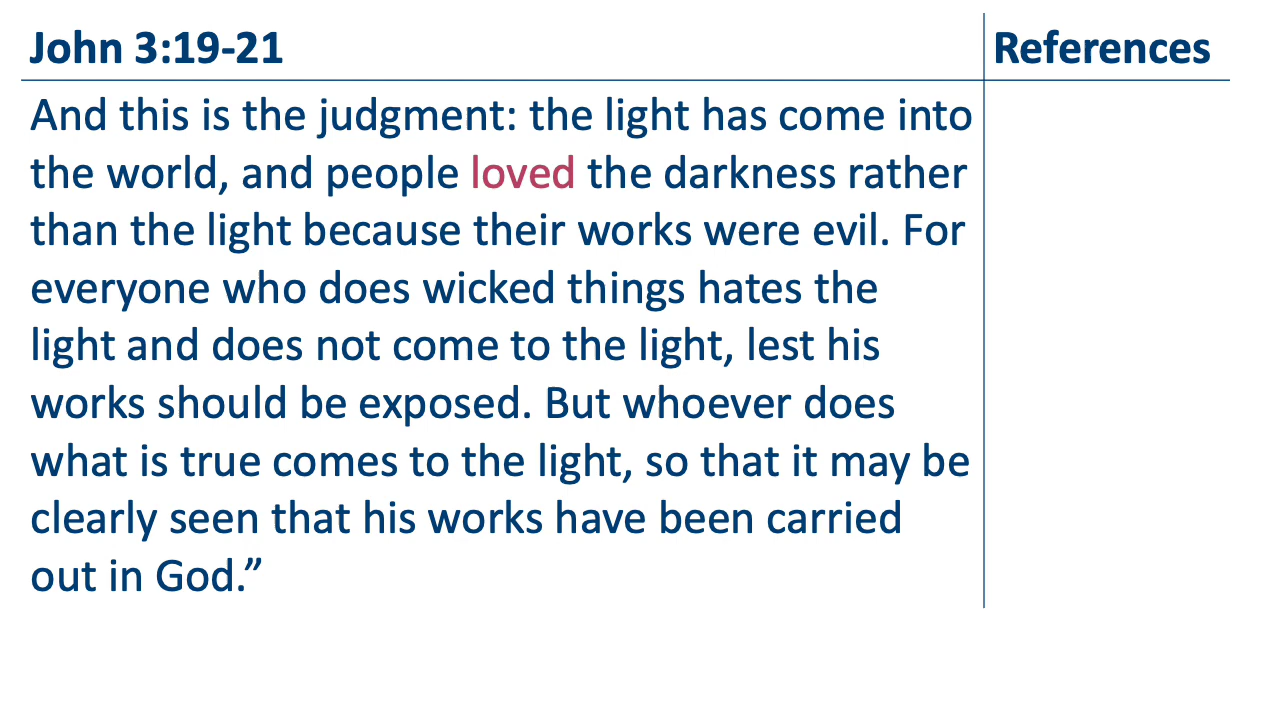 John 3:19-21
References
And this is the judgment: the light has come into
the world, and people loved the darkness rather
than the light because their works were evil. For
everyone who does wicked things hates the
light and does not come to the light, lest his
works should be exposed. But whoever does
what is true comes to the light, so that it may be
clearly seen that his works have been carried
out in God.”